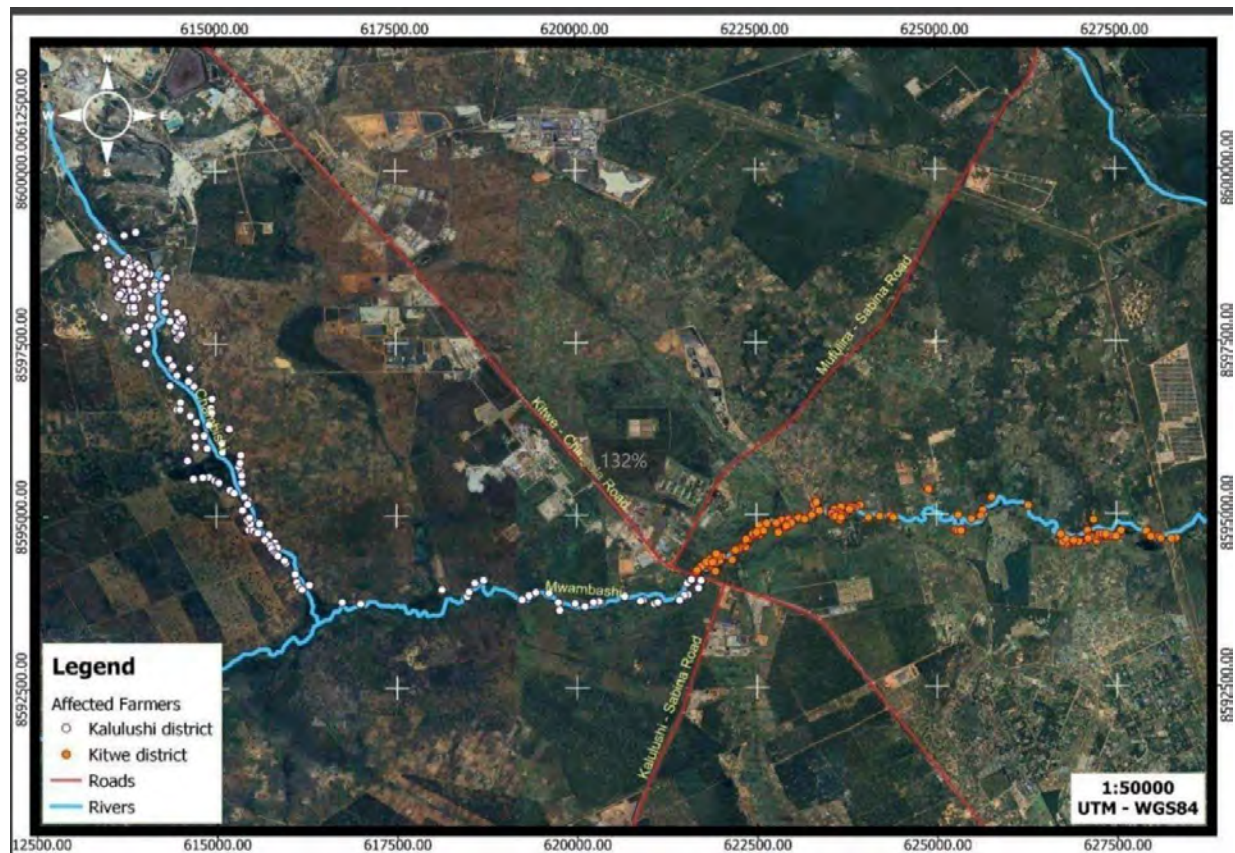 615000.00 617500.00 620000.00 622500.00 625000.00 627500.00
N
W E
S
8600000.00612500.00
8600000.00
8597500.00
8597500.00
Mufulira - Sabina Road
Kitwe - Road
132%
8595000.00
8595000.00
Mwambashi
Kalulushi - Sabina Road
8592500.00
8592500.00
Legend
Affected Farmers
Kalulushi district
Kitwe district
Roads
Rivers
1:50000
UTM - WGS84
12500.00 615000.00 617500.00 620000.00 622500.00 625000.00 627500.00